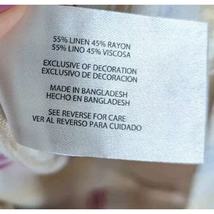 55% LINEN 45% RAYON
55% LINO 45% VISCOSA
EXCLUSIVE OF DECORATION
EXCLUSIVO DE DECORACION
MADE IN BANGLADESH
HECHO EN BANGLADESH
SEE REVERSE FOR CARE
VER AL REVERSO PARA CUIDADO